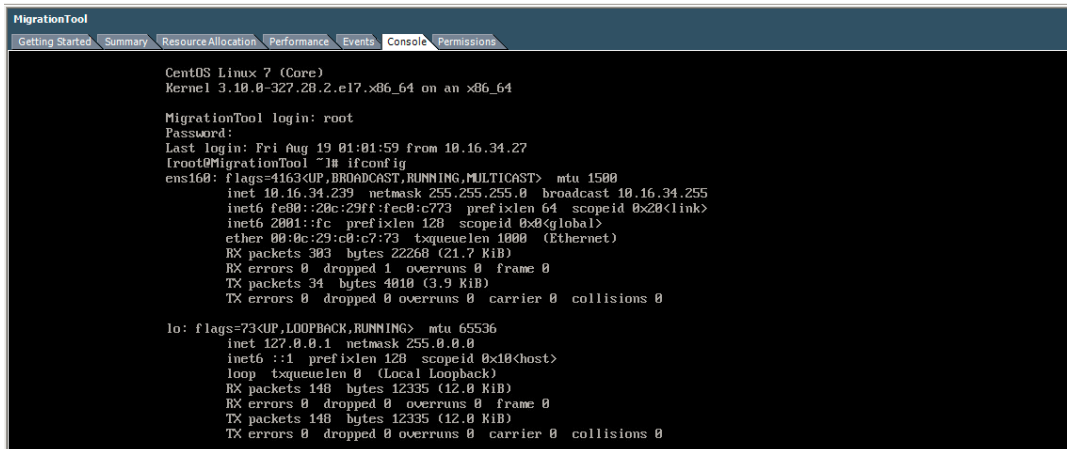 MigrationTool
Getting Started Summary Resource Allocation Performance Events Console Permissions
CentOS Linux 7 (Core)
Kernel 3.10.0-327.28.2.el7.x86_64 on an x86_64
MigrationTool login: root
Password:
Last login: Fri Aug 19 01:01:59 from 10.16.34.27
[root@MigrationTool ~]# ifconfig
ens160: flags=4163<UP,BROADCAST,RUNNING,MULTICAST>  mtu 1500
inet 10.16.34.239  netmask 255.255.255.0  broadcast 10.16.34.255
inet6 fe80::20c:29ff:fec0:c773  prefixlen 64  scopeid 0x20<link>
inet6 2001::fc  prefixlen 128  scopeid 0x0<global>
ether 00:0c:29:c0:c7:73  txqueuelen 1000  (Ethernet)
RX packets 303  bytes 22268 (21.7 KiB)
RX errors 0  dropped 1  overruns 0  frame 0
TX packets 34  bytes 4010 (3.9 KiB)
TX errors 0  dropped 0 overruns 0  carrier 0  collisions 0
lo: flags=73<UP,LOOPBACK,RUNNING>  mtu 65536
inet 127.0.0.1  netmask 255.0.0.0
inet6 ::1  prefixlen 128  scopeid 0x10<host>
loop  txqueuelen 0  (Local Loopback)
RX packets 148  bytes 12335 (12.0 KiB)
RX errors 0  dropped 0  overruns 0  frame 0
TX packets 148  bytes 12335 (12.0 KiB)
TX errors 0  dropped 0 overruns 0  carrier 0  collisions 0